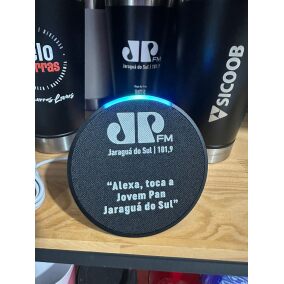 JP FM
Jaraguá do Sul | 101,9
SICOOB
JP FM
Jaraguá do Sul | 101,9
“Alexa, toca a
Jovem Pan
Jaraguá do Sul”